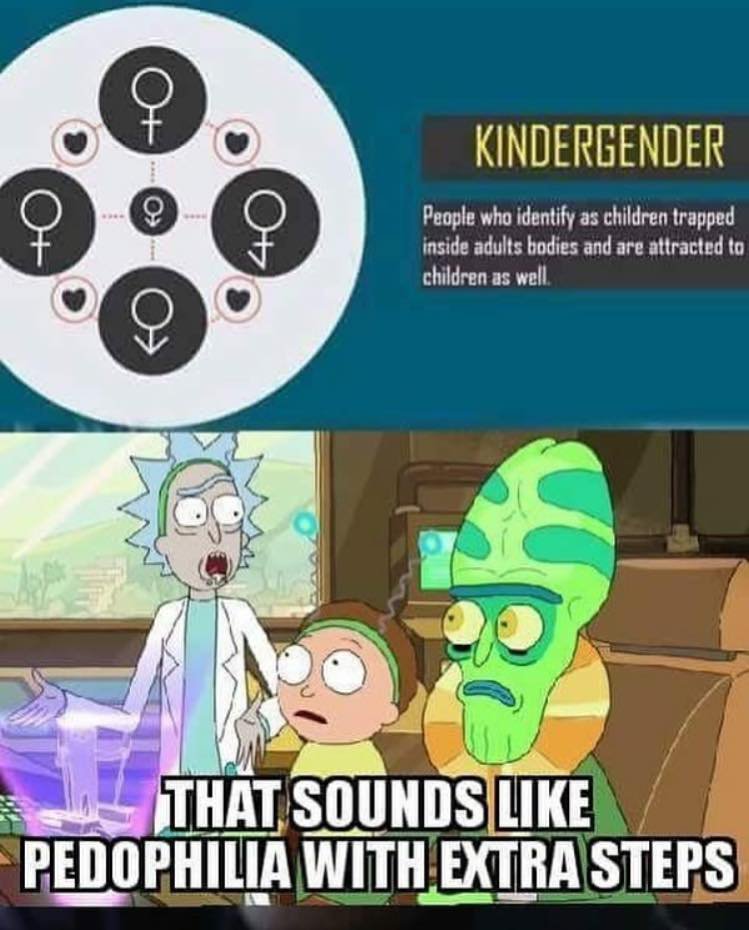 KINDERGENDER
People who identify as children trapped
inside adults bodies and are attracted to
children as well.
THAT SOUNDS LIKE
PEDOPHILIA WITH EXTRA STEPS